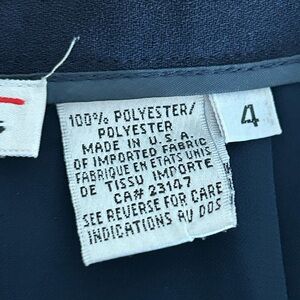 100% POLYESTER/
POLYESTER
MADE IN U.S.A.
OF IMPORTED FABRIC
FABRIQUE EN ETATS UNIS
DE TISSU IMPORTE
CA# 23147
SEE REVERSE FOR CARE
INDICATIONS AU DOS
4